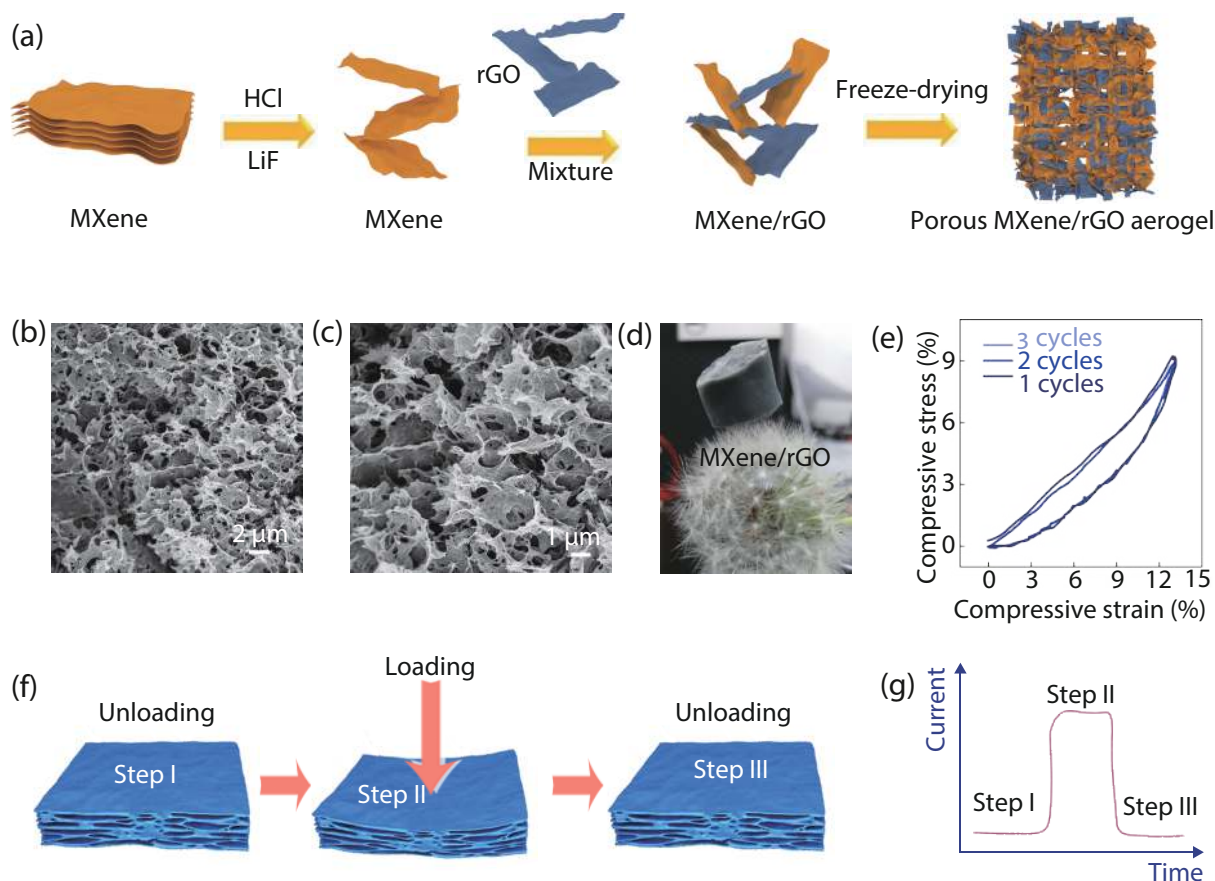 (a)
HCl
LiF
MXene
MXene
rGO
Mixture
MXene/rGO
Freeze-drying
Porous MXene/rGO aerogel
(b)
2 μm
(c)
1 μm
(d)
MXene/rGO
(e)
3 cycles
2 cycles
1 cycles
Compressive stress (%)
9
6
3
0
0 3 6 9 12 15
Compressive strain (%)
(f)
Unloading
Step I
Loading
Step II
Unloading
Step III
(g)
Current
Step I
Step II
Step III
Time